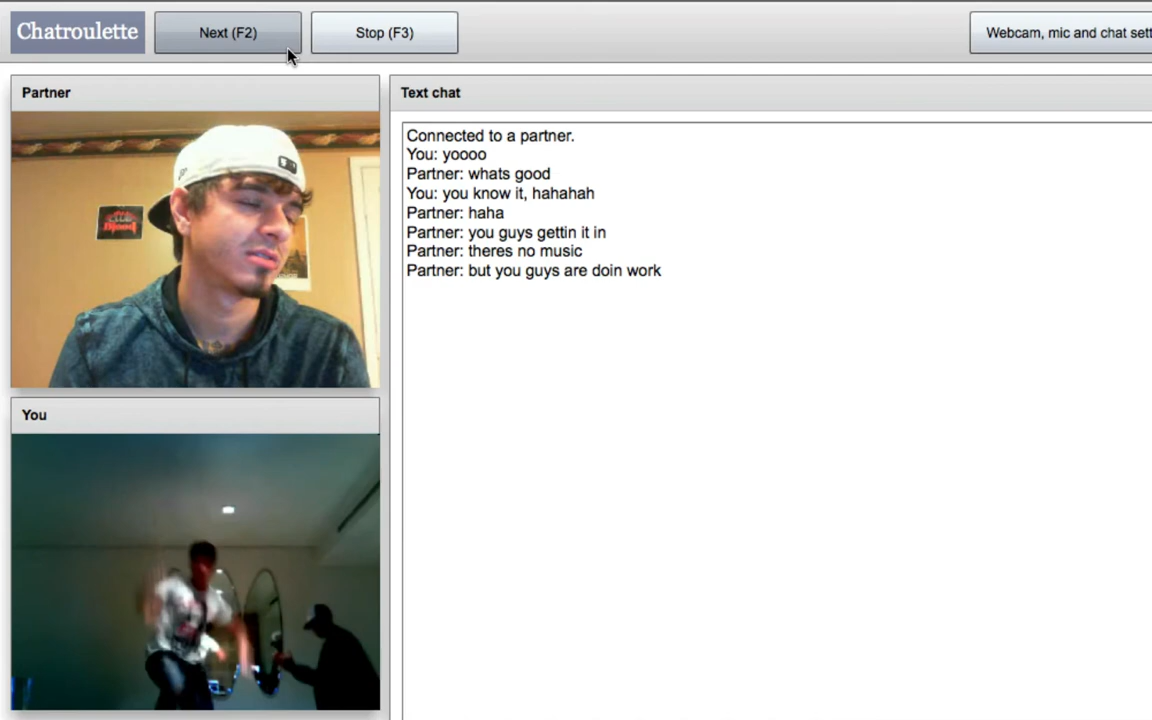 Chatroulette
Next (F2)
Stop (F3)
Webcam, mic and chat sett
Partner
Text chat
Connected to a partner.
You: yoooo
Partner: whats good
You: you know it, hahahah
Partner: haha
Partner: you guys gettin it in
Partner: theres no music
Partner: but you guys are doin work
You